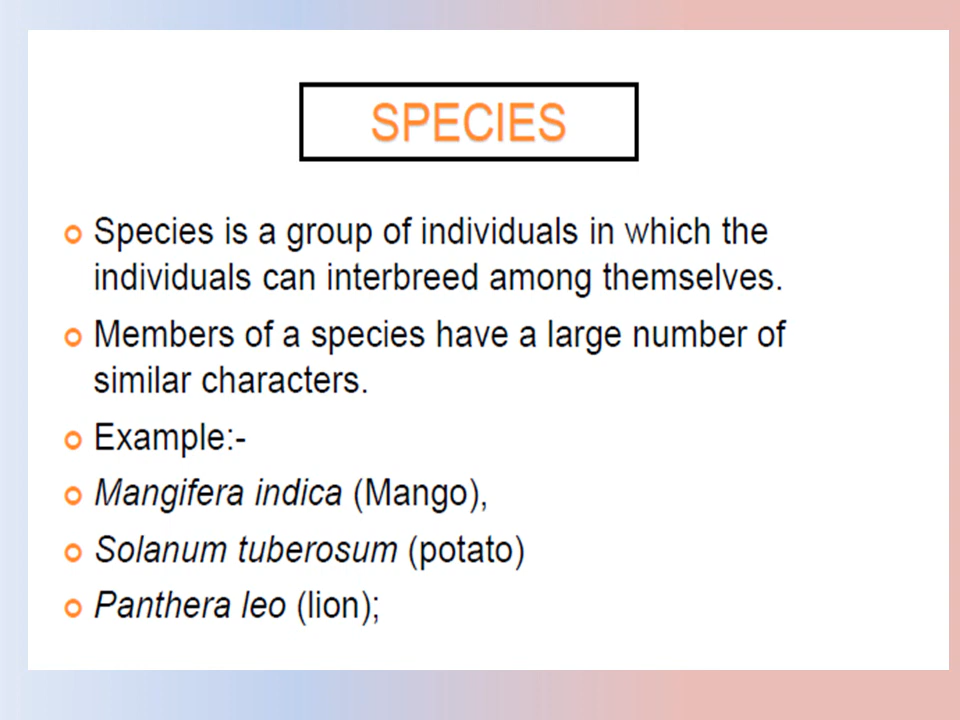 SPECIES
Species is a group of individuals in which the
individuals can interbreed among themselves.
Members of a species have a large number of
similar characters.
Example:-
Mangifera indica (Mango),
Solanum tuberosum (potato)
Panthera leo (lion);